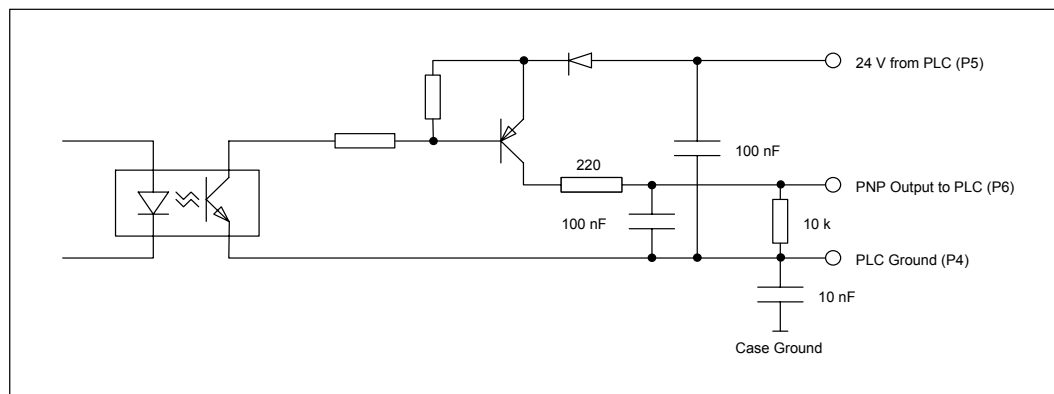 24 V from PLC (P5)
100 nF
220
PNP Output to PLC (P6)
100 nF
10 k
PLC Ground (P4)
10 nF
Case Ground